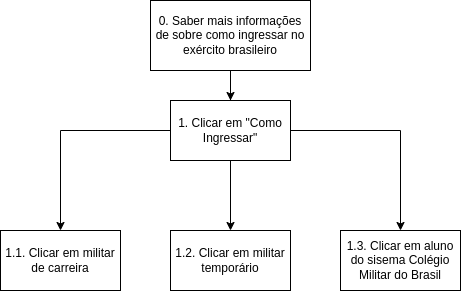 0. Saber mais informações
de sobre como ingressar no
exército brasileiro
1. Clicar em "Como
Ingressar"
1.1. Clicar em militar
de carreira
1.2. Clicar em militar
temporário
1.3. Clicar em aluno
do sisema Colégio
Militar do Brasil